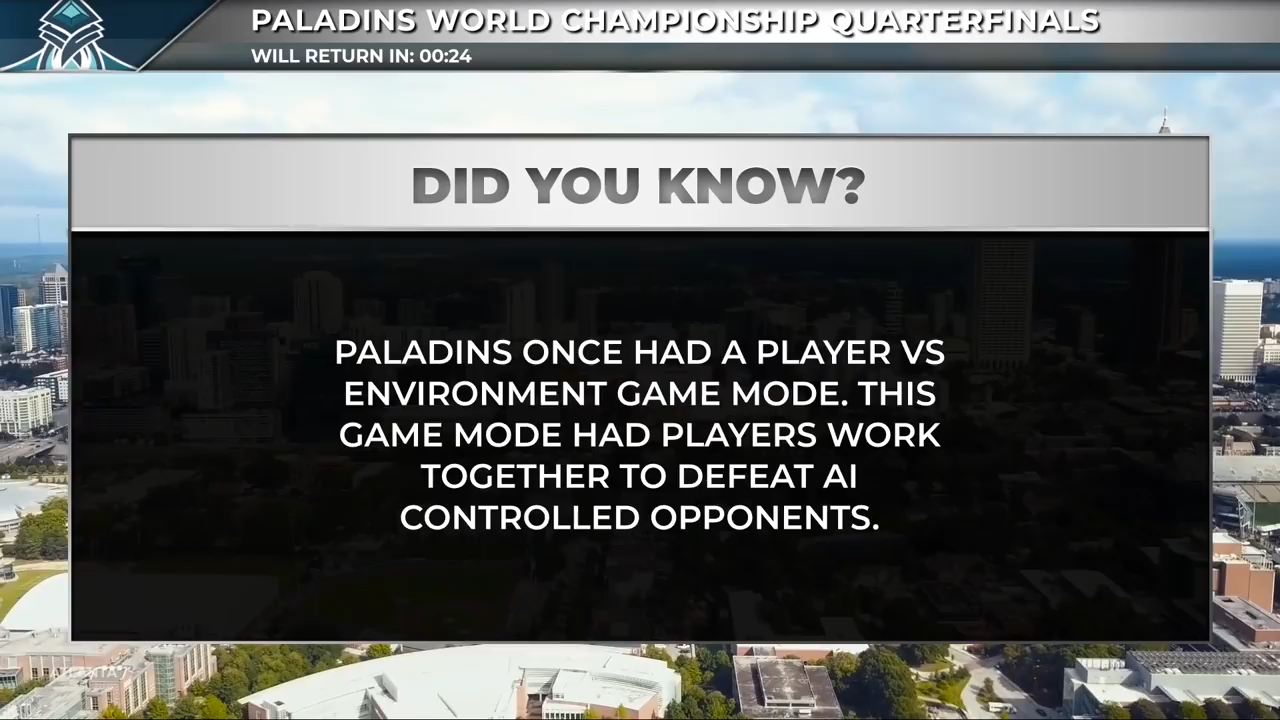 PALADINS WORLD CHAMPIONSHIP QUARTERFINALS
WILL RETURN IN: 00:24
DID YOU KNOW?
PALADINS ONCE HAD A PLAYER VS
ENVIRONMENT GAME MODE. THIS
GAME MODE HAD PLAYERS WORK
TOGETHER TO DEFEAT AI
CONTROLLED OPPONENTS.